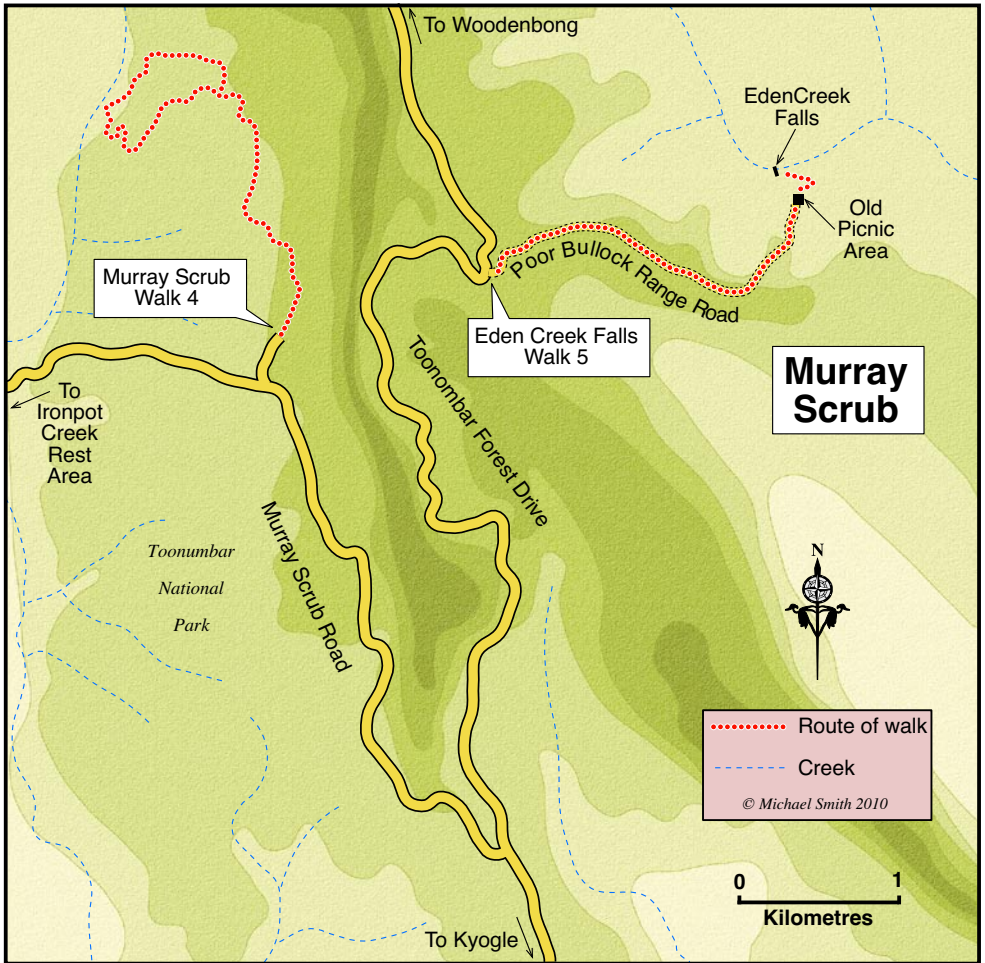 To Woodenbong
EdenCreek
Falls
Old
Picnic
Area
Poor Bullock Range Road
Murray Scrub
Walk 4
Eden Creek Falls
Walk 5
Murray
Scrub
To
Ironpot
Creek
Rest
Area
Toonombar Forest Drive
Murray Scrub Road
Toonumbar
National
Park
N
Route of walk
Creek
© Michael Smith 2010
0 1
Kilometres
To Kyogle